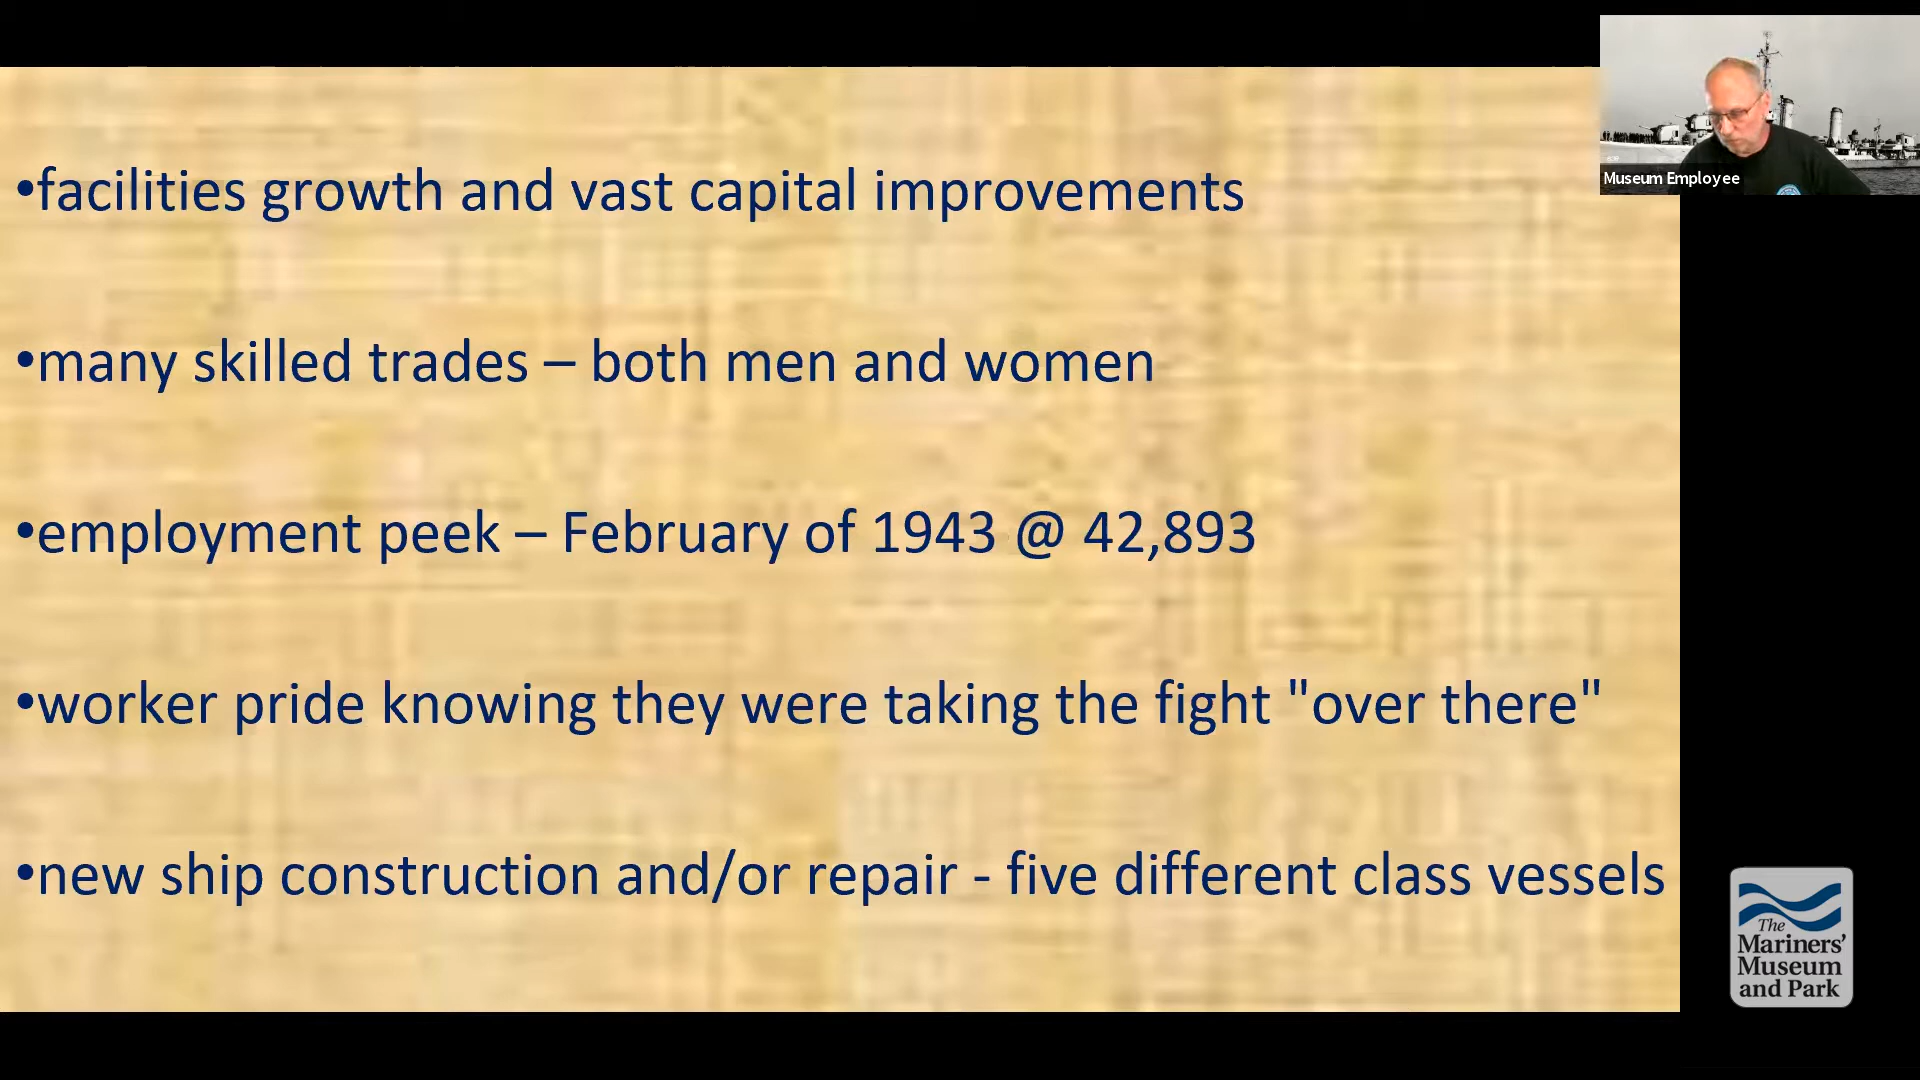 •facilities growth and vast capital improvements
Museum Employee
•many skilled trades – both men and women
•employment peek – February of 1943 @ 42,893
•worker pride knowing they were taking the fight "over there"
•new ship construction and/or repair - five different class vessels
The
Mariners'
Museum
and Park